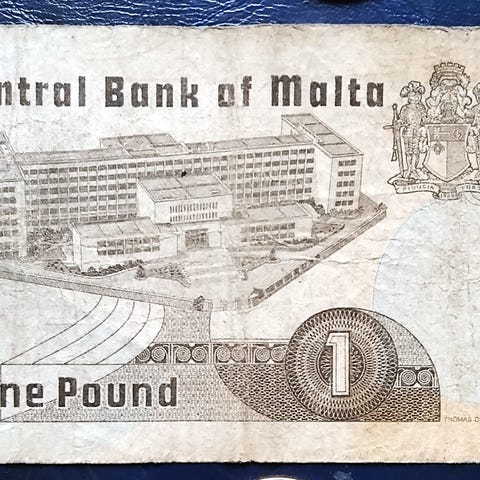 ntral Bank of Malta
ne Pound
1
THOMAS D